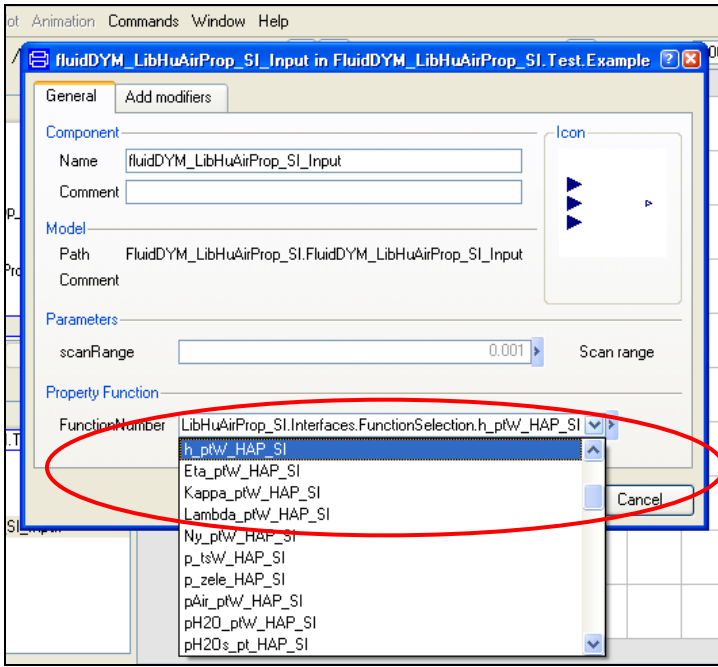 ot Animation Commands Window Help
fluidDYM_LibHuAirProp_SI_Input in FluidDYM_LibHuAirProp_SI.Test.Example
General Add modifiers
Component
Icon
Name fluidDYM_LibHuAirProp_SI_Input
Comment
Model
Path FluidDYM_LibHuAirProp_SI.FluidDYM_LibHuAirProp_SI_Input
Comment
Parameters
scanRange 0.001 Scan range
Property Function
FunctionNumber LibHuAirProp_SI.Interfaces.FunctionSelection.h_ptW_HAP_SI
h_ptW_HAP_SI
Eta_ptW_HAP_SI
Kappa_ptW_HAP_SI
Cancel
Lambda_ptW_HAP_SI
Ny_ptW_HAP_SI
p_tsW_HAP_SI
p_zele_HAP_SI
pAir_ptW_HAP_SI
pH2O_ptW_HAP_SI
pH2Os_pt_HAP_SI